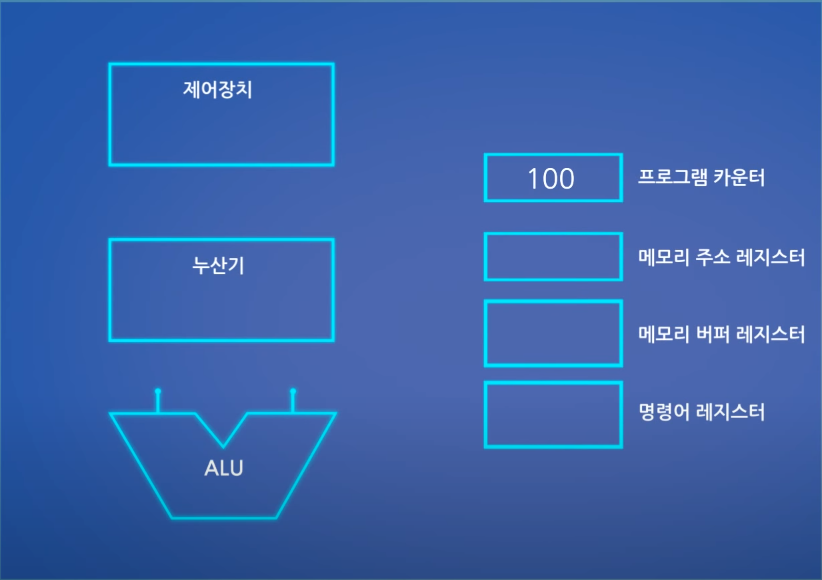 제어장치
누산기
ALU
100 프로그램 카운터
메모리 주소 레지스터
메모리 버퍼 레지스터
명령어 레지스터